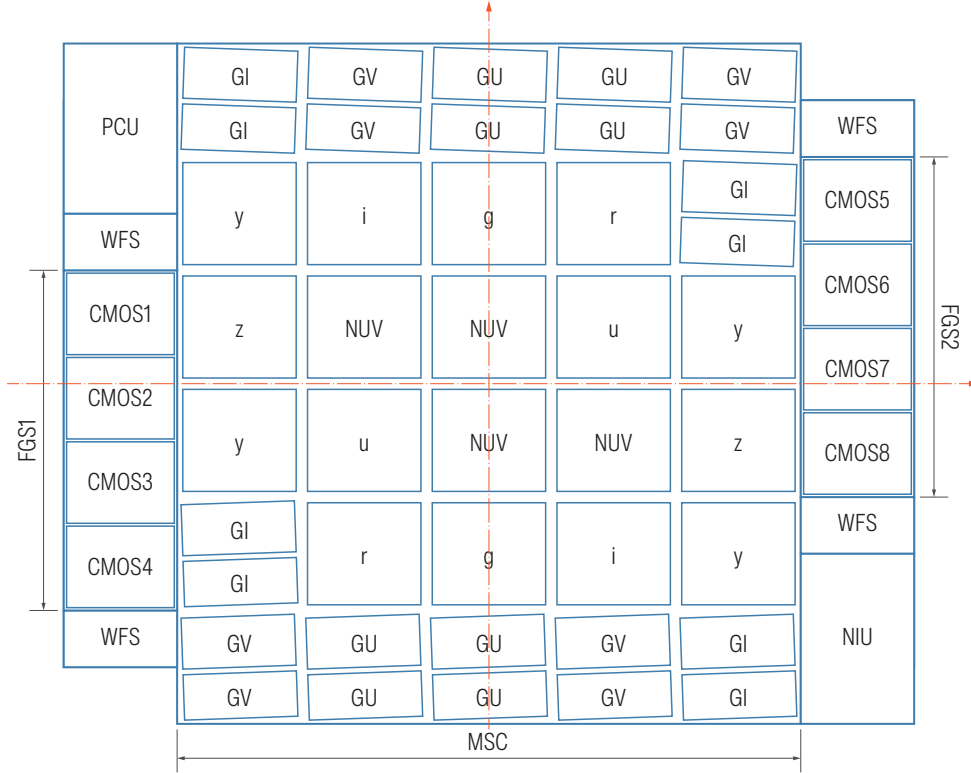 GI GV GU GU GV
PCU GI GV GU GU GV WFS
y i g r GI CMOS5
WFS GI
CMOS1 z NUV NUV u y CMOS6
FGS2
CMOS2 CMOS7
FGS1
y u NUV NUV z CMOS8
CMOS3
GI WFS
CMOS4 GI r g i y
WFS GV GU GU GV GI NIU
GV GU GU GV GI
MSC